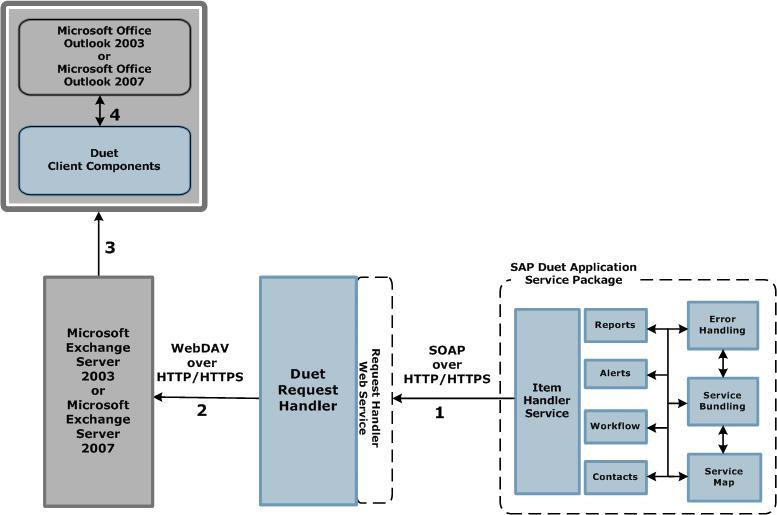 Microsoft Office
Outlook 2003
or
Microsoft Office
Outlook 2007
4
Duet
Client Components
3
Microsoft
Exchange
Server
2003
or
Microsoft
Exchange
Server
2007
WebDAV
over
HTTP/HTTPS
2
Duet
Request
Handler
Request Handler
Web Service
SOAP
over
HTTP/HTTPS
1
SAP Duet Application
Service Package
Item
Handler
Service
Reports
Alerts
Workflow
Contacts
Error
Handling
Service
Bundling
Service
Map